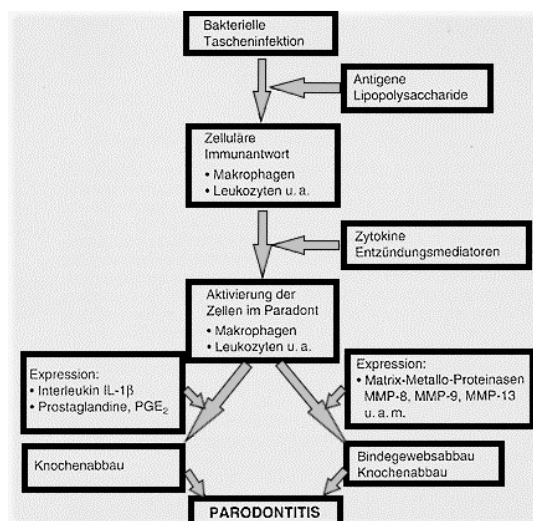 Bakterielle
Tascheninfektion
Antigene
Lipopolysaccharide
Zelluläre
Immunantwort
• Makrophagen
• Leukozyten u. a.
Zytokine
Entzündungsmediatoren
Aktivierung der
Zellen im Paradont
• Makrophagen
• Leukozyten u. a.
Expression:
• Interleukin IL-1β
• Prostaglandine, PGE₂
Expression:
• Matrix-Metallo-Proteinasen
MMP-8, MMP-9, MMP-13
u. a. m.
Knochenabbau
Bindegewebsabbau
Knochenabbau
PARODONTITIS